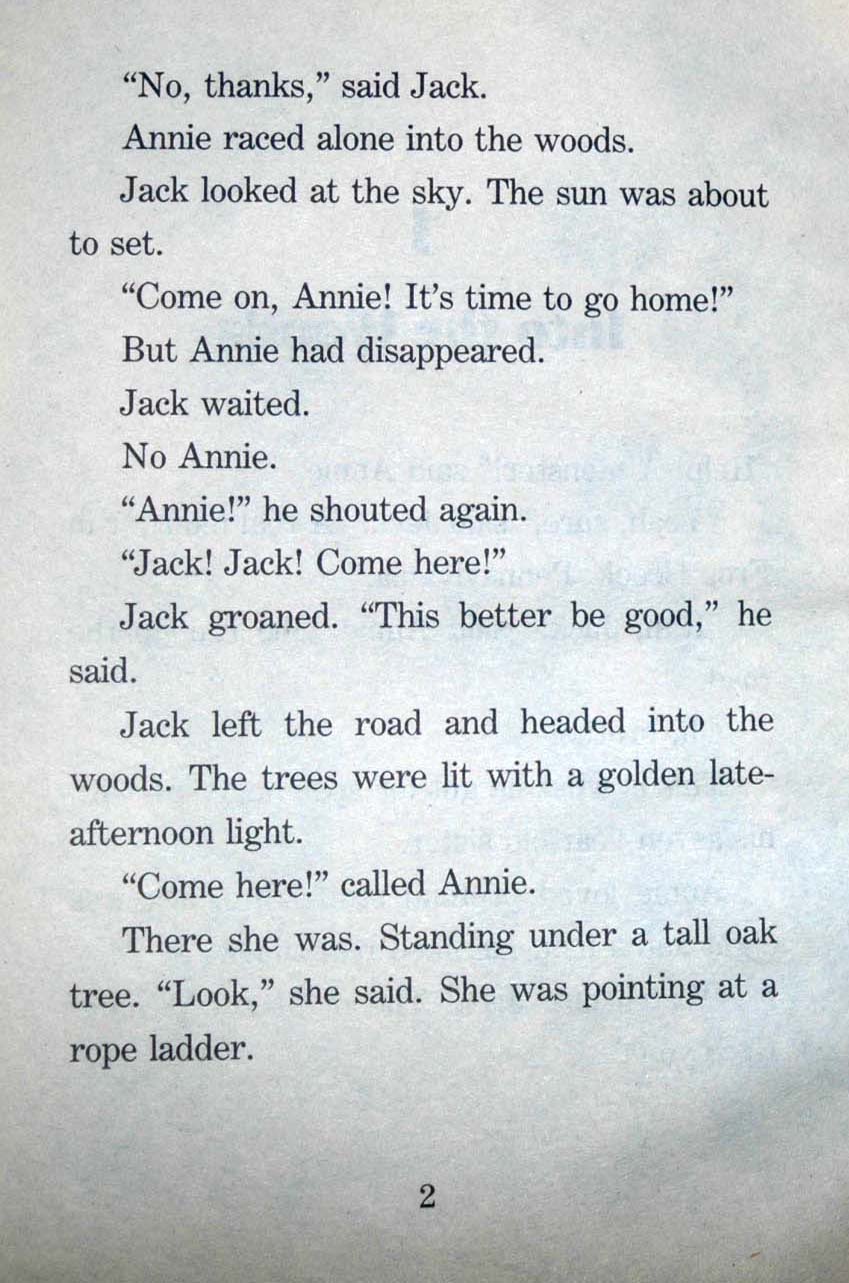 “No, thanks,” said Jack.
Annie raced alone into the woods.
Jack looked at the sky. The sun was about
to set.
“Come on, Annie! It’s time to go home!”
But Annie had disappeared.
Jack waited.
No Annie.
“Annie!” he shouted again.
“Jack! Jack! Come here!”
Jack groaned. “This better be good,” he
said.
Jack left the road and headed into the
woods. The trees were lit with a golden late-
afternoon light.
“Come here!” called Annie.
There she was. Standing under a tall oak
tree. “Look,” she said. She was pointing at a
rope ladder.
2